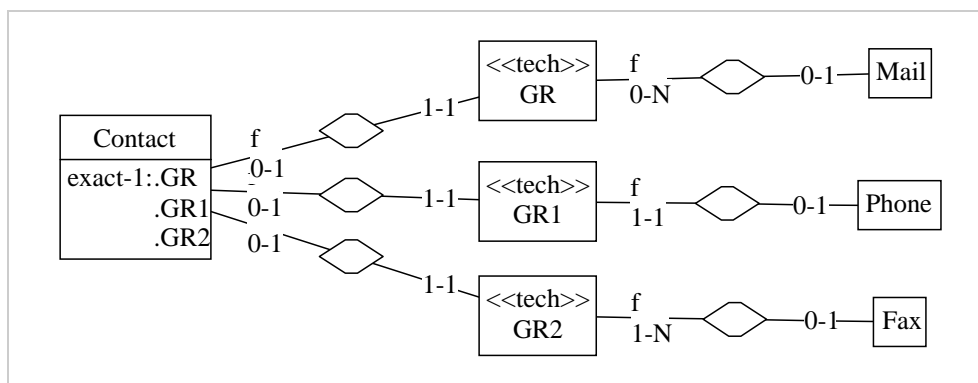 <<tech>>
GR
f
0-N
0-1
Mail
Contact
exact-1:.GR
.GR1
.GR2
f
0-1
1-1
0-1
1-1
<<tech>>
GR1
f
1-1
0-1
Phone
0-1
1-1
<<tech>>
GR2
f
1-N
0-1
Fax